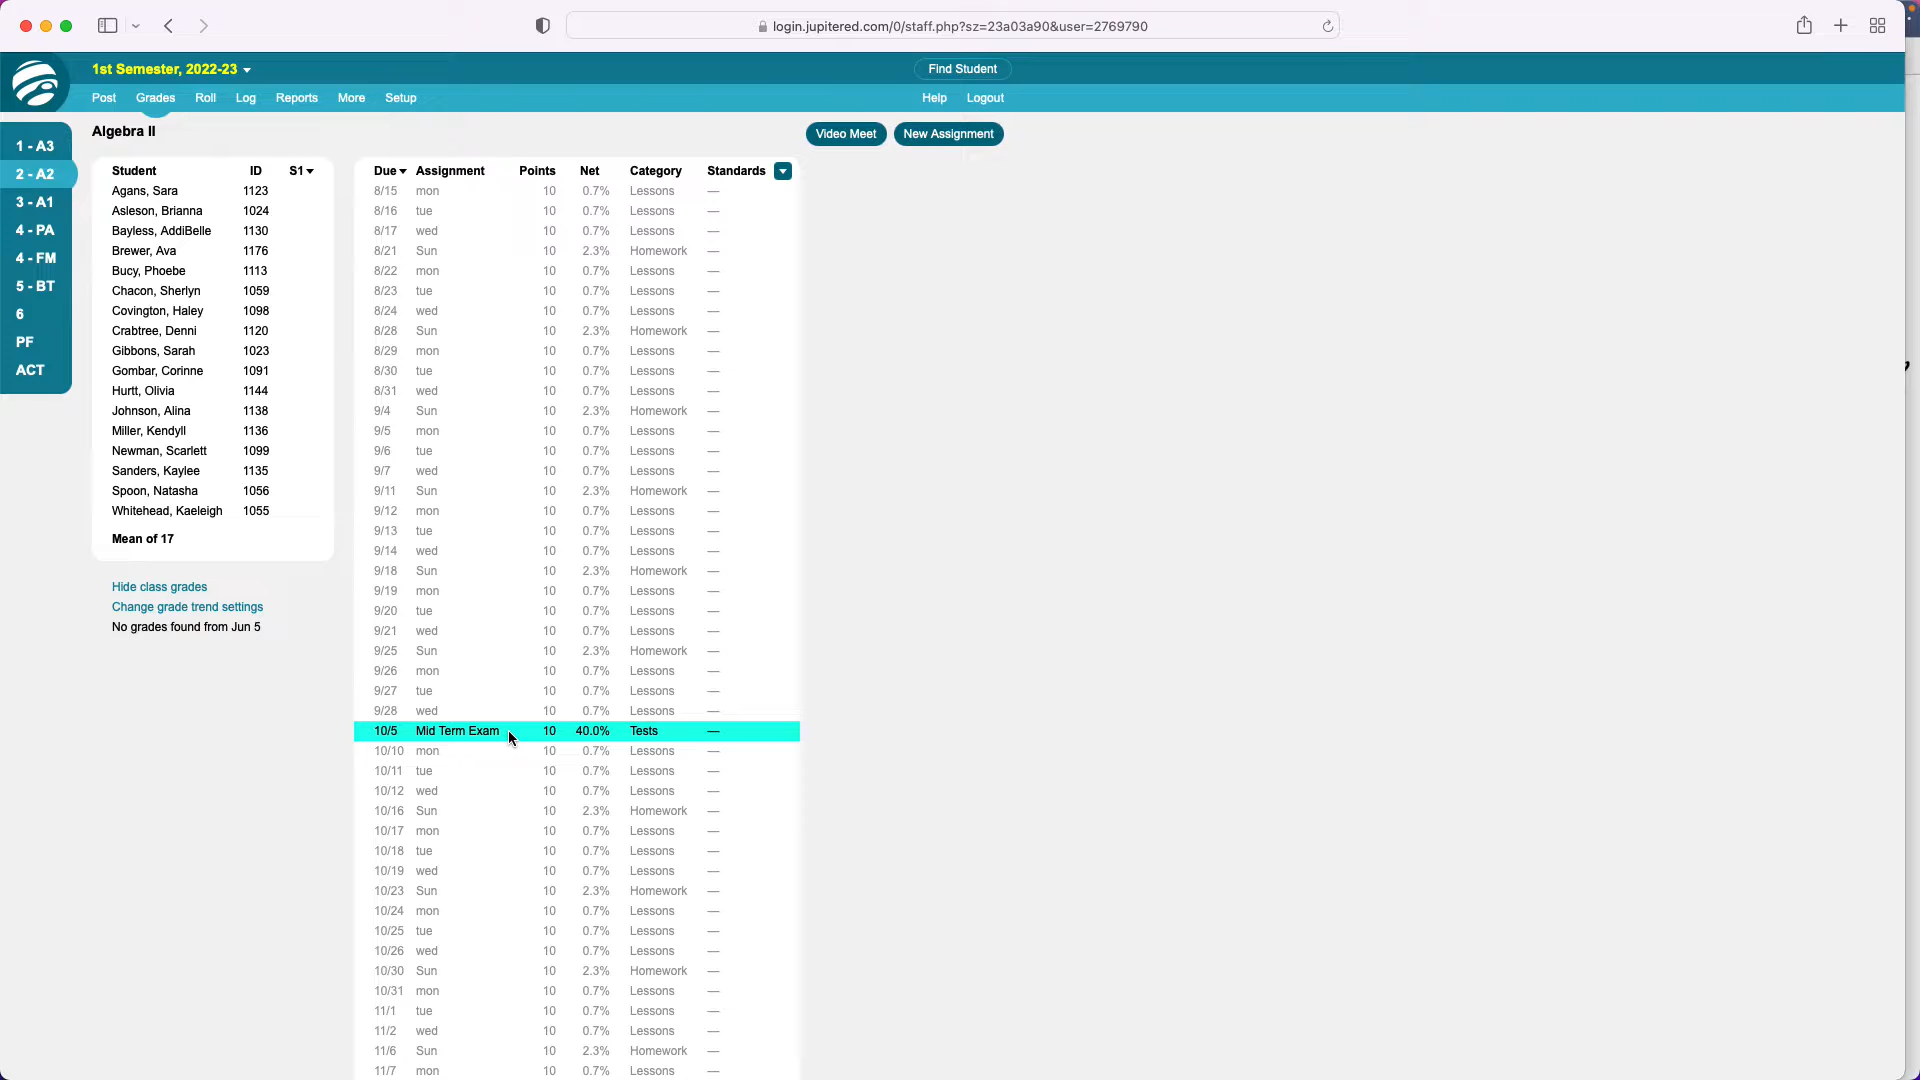 login.jupitered.com/0/staff.php?sz=23a03a90&user=2769790
1st Semester, 2022-23
Find Student
Post Grades Roll Log Reports More Setup Help Logout
Algebra II
Video Meet New Assignment
1 - A3
2 - A2
3 - A1
4 - PA
4 - FM
5 - BT
6
PF
ACT
Student ID S1
Agans, Sara 1123
Asleson, Brianna 1024
Bayless, AddiBelle 1130
Brewer, Ava 1176
Bucy, Phoebe 1113
Chacon, Sherlyn 1059
Covington, Haley 1098
Crabtree, Denni 1120
Gibbons, Sarah 1023
Gombar, Corinne 1091
Hurtt, Olivia 1144
Johnson, Alina 1138
Miller, Kendyll 1136
Newman, Scarlett 1099
Sanders, Kaylee 1135
Spoon, Natasha 1056
Whitehead, Kaeleigh 1055
Mean of 17
Hide class grades
Change grade trend settings
No grades found from Jun 5
Due Assignment Points Net Category Standards
8/15 mon 10 0.7% Lessons —
8/16 tue 10 0.7% Lessons —
8/17 wed 10 0.7% Lessons —
8/21 Sun 10 2.3% Homework —
8/22 mon 10 0.7% Lessons —
8/23 tue 10 0.7% Lessons —
8/24 wed 10 0.7% Lessons —
8/28 Sun 10 2.3% Homework —
8/29 mon 10 0.7% Lessons —
8/30 tue 10 0.7% Lessons —
8/31 wed 10 0.7% Lessons —
9/4 Sun 10 2.3% Homework —
9/5 mon 10 0.7% Lessons —
9/6 tue 10 0.7% Lessons —
9/7 wed 10 0.7% Lessons —
9/11 Sun 10 2.3% Homework —
9/12 mon 10 0.7% Lessons —
9/13 tue 10 0.7% Lessons —
9/14 wed 10 0.7% Lessons —
9/18 Sun 10 2.3% Homework —
9/19 mon 10 0.7% Lessons —
9/20 tue 10 0.7% Lessons —
9/21 wed 10 0.7% Lessons —
9/25 Sun 10 2.3% Homework —
9/26 mon 10 0.7% Lessons —
9/27 tue 10 0.7% Lessons —
9/28 wed 10 0.7% Lessons —
10/5 Mid Term Exam 10 40.0% Tests —
10/10 mon 10 0.7% Lessons —
10/11 tue 10 0.7% Lessons —
10/12 wed 10 0.7% Lessons —
10/16 Sun 10 2.3% Homework —
10/17 mon 10 0.7% Lessons —
10/18 tue 10 0.7% Lessons —
10/19 wed 10 0.7% Lessons —
10/23 Sun 10 2.3% Homework —
10/24 mon 10 0.7% Lessons —
10/25 tue 10 0.7% Lessons —
10/26 wed 10 0.7% Lessons —
10/30 Sun 10 2.3% Homework —
10/31 mon 10 0.7% Lessons —
11/1 tue 10 0.7% Lessons —
11/2 wed 10 0.7% Lessons —
11/6 Sun 10 2.3% Homework —
11/7 mon 10 0.7% Lessons —